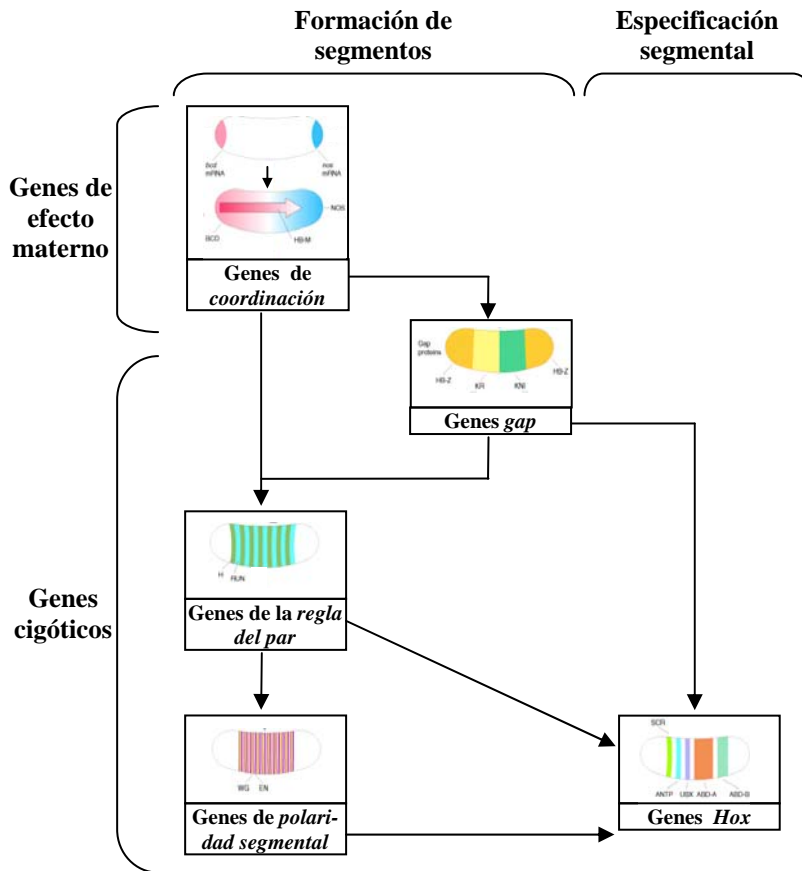 Formación de
segmentos
Especificación
segmental
Genes de
efecto
materno
bcd
mRNA
nos
mRNA
NOS
BCD
HB-M
Genes de
coordinación
Gap
proteins
HB-Z
KR
KNI
HB-Z
Genes gap
Genes
cigóticos
H
RUN
Genes de la regla
del par
WG EN
Genes de polari-
dad segmental
SCR
ANTP UBX ABD-A ABD-B
Genes Hox